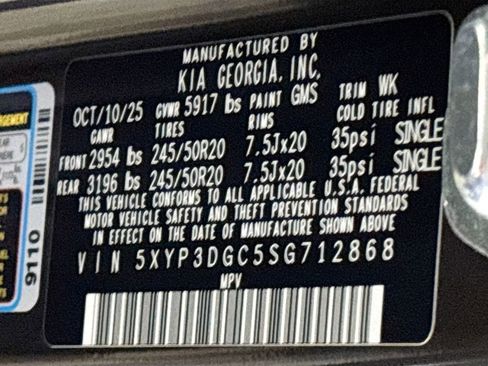 MANUFACTURED BY
KIA GEORGIA, INC.
OCT/10/25 GVWR 5917 lbs PAINT GMS TRIM WK
GAWR TIRES RIMS COLD TIRE INFL
FRONT 2954 lbs 245/50R20 7.5Jx20 35psi SINGLE
REAR 3196 lbs 245/50R20 7.5Jx20 35psi SINGLE
THIS VEHICLE CONFORMS TO ALL APPLICABLE U.S.A. FEDERAL
MOTOR VEHICLE SAFETY AND THEFT PREVENTION STANDARDS
IN EFFECT ON THE DATE OF MANUFACTURE SHOWN ABOVE
VIN 5XYP3DGC5SG712868
MPV
9110